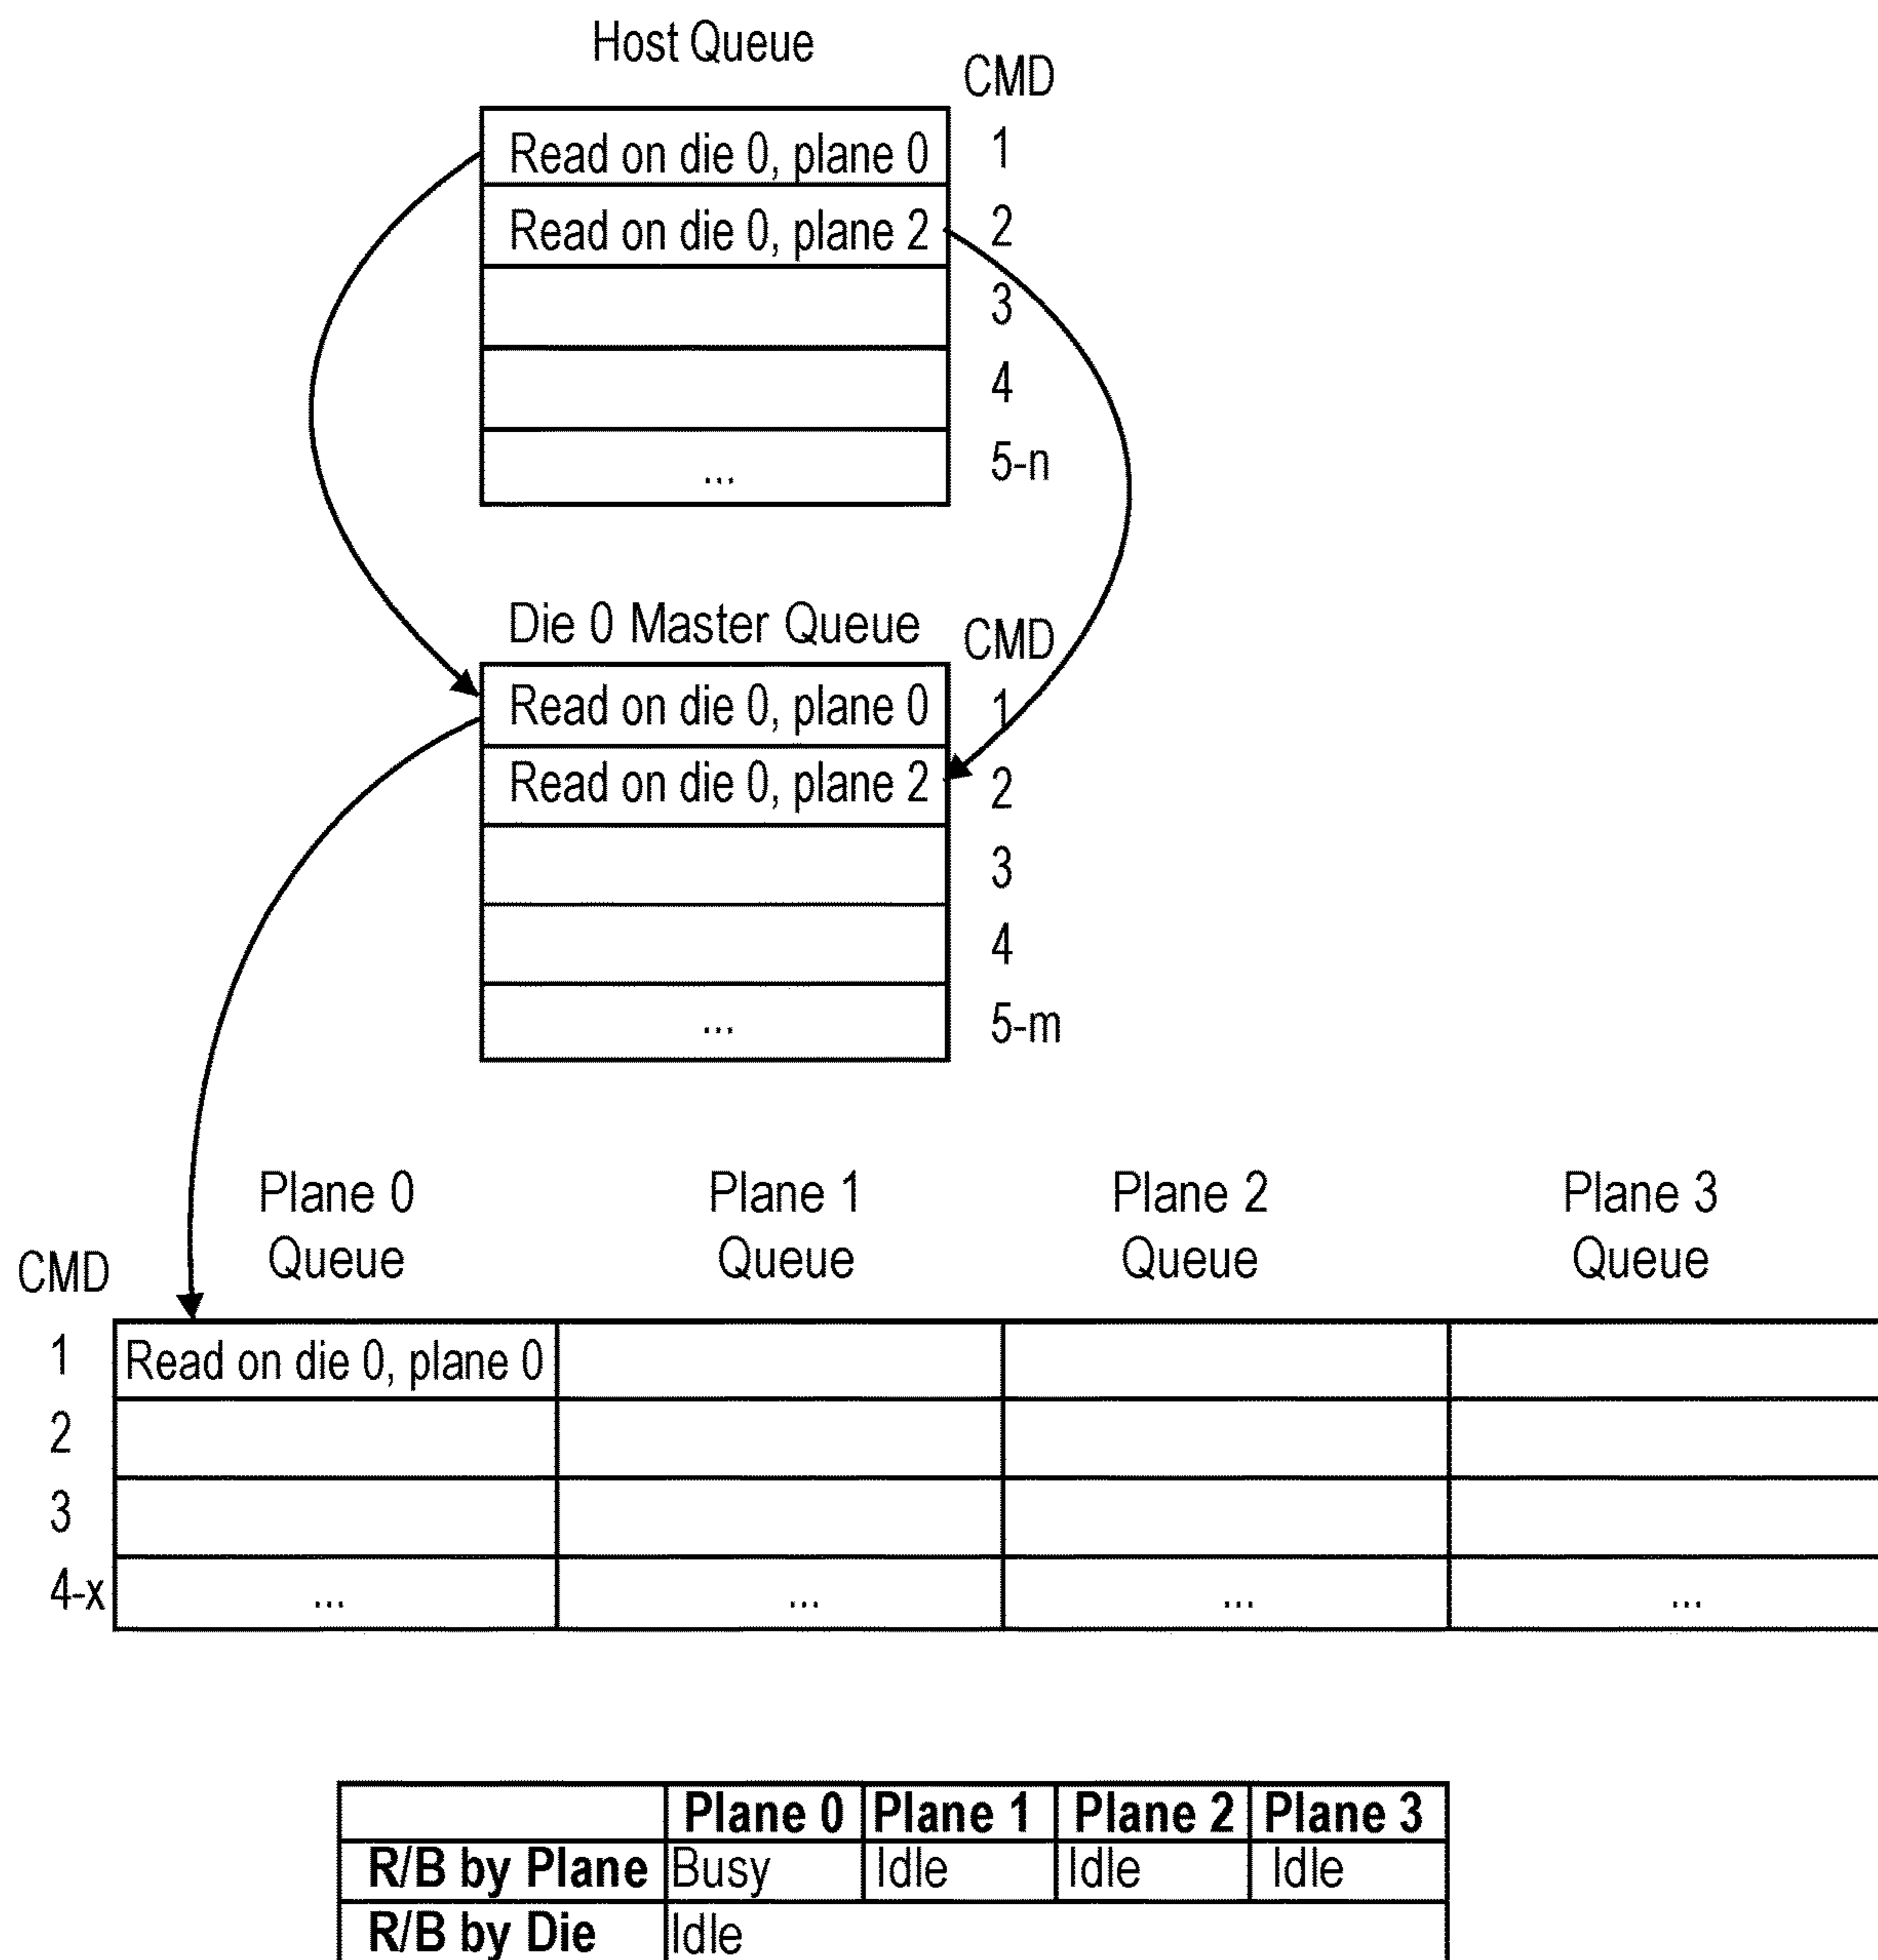 Host Queue
CMD
Read on die 0, plane 0 1
Read on die 0, plane 2 2
3
4
... 5-n
Die 0 Master Queue CMD
Read on die 0, plane 0 1
Read on die 0, plane 2 2
3
4
... 5-m
Plane 0 Plane 1 Plane 2 Plane 3
CMD Queue Queue Queue Queue
1 Read on die 0, plane 0
2
3
4-x ... ... ... ...
Plane 0 Plane 1 Plane 2 Plane 3
R/B by Plane Busy Idle Idle Idle
R/B by Die Idle